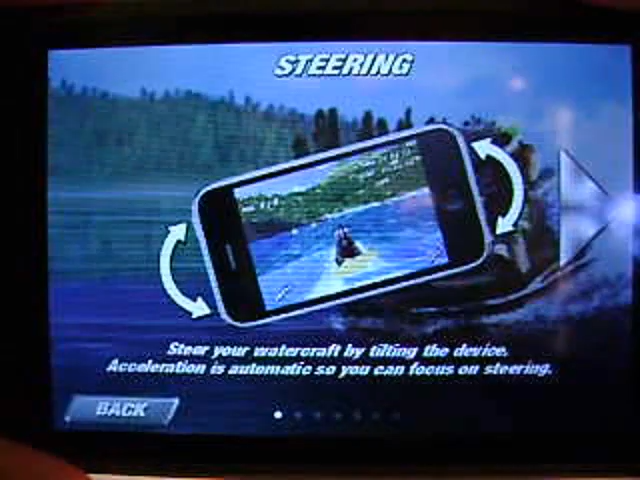 STEERING
Steer your watercraft by tilting the device.
Acceleration is automatic so you can focus on steering.
BACK